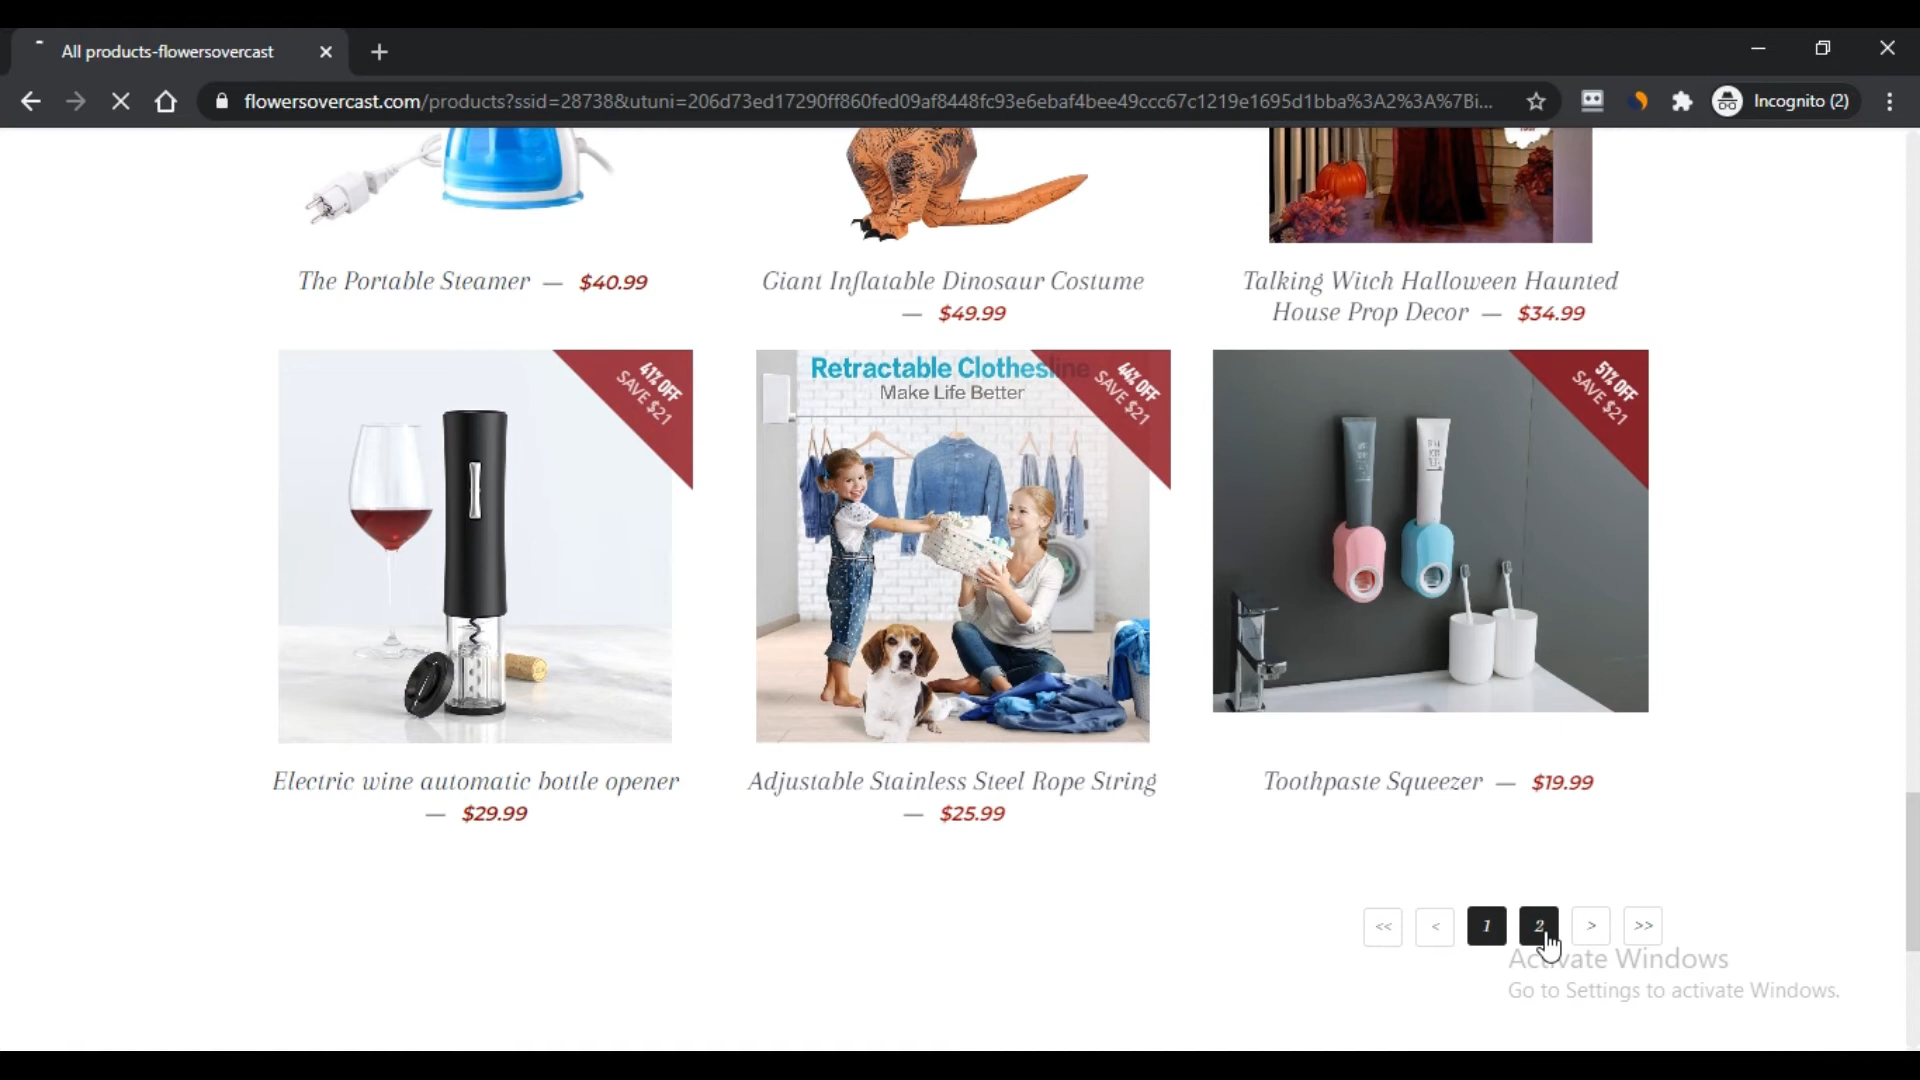 All products-flowersovercast
flowersovercast.com/products?ssid=28738&utuni=206d73ed17290ff860fed09af8448fc93e6ebaf4bee49ccc67c1219e1695d1bba%3A2%3A%7Bi...
Incognito (2)
The Portable Steamer — $40.99
Giant Inflatable Dinosaur Costume
— $49.99
Talking Witch Halloween Haunted
House Prop Decor — $34.99
41% OFF
SAVE $21
Retractable Clothesline
Make Life Better
44% OFF
SAVE $21
51% OFF
SAVE $21
Electric wine automatic bottle opener
— $29.99
Adjustable Stainless Steel Rope String
— $25.99
Toothpaste Squeezer — $19.99
<< < 1 2 > >>
Activate Windows
Go to Settings to activate Windows.